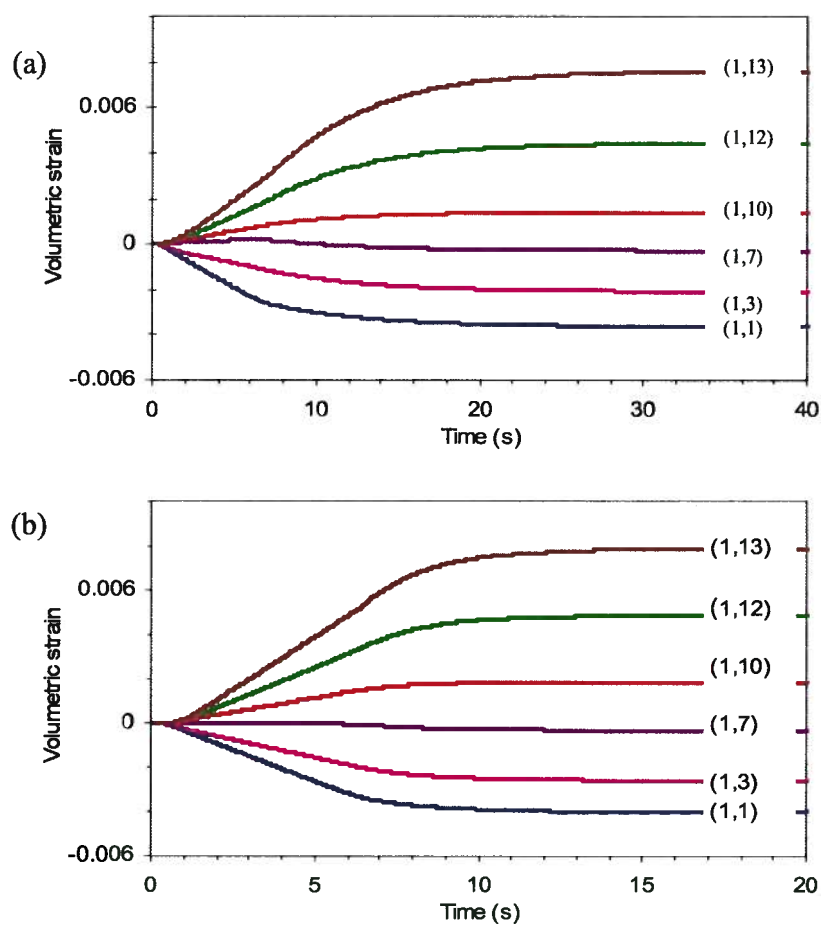 (a)
Volumetric strain
0.006
0
-0.006
(1,13)
(1,12)
(1,10)
(1,7)
(1,3)
(1,1)
0 10 20 30 40
Time (s)
(b)
Volumetric strain
0.006
0
-0.006
(1,13)
(1,12)
(1,10)
(1,7)
(1,3)
(1,1)
0 5 10 15 20
Time (s)